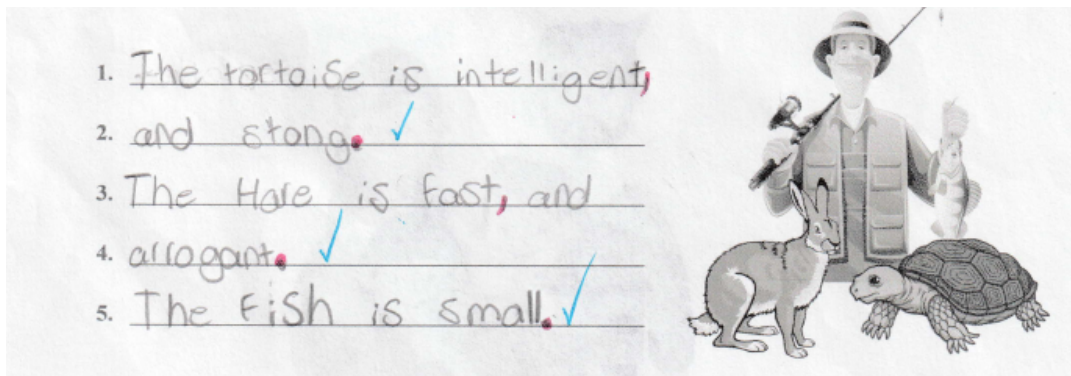 1. The tortoise is intelligent,
2. and stong.
3. The Hare is fast, and
4. arrogant.
5. The FiSh is small.